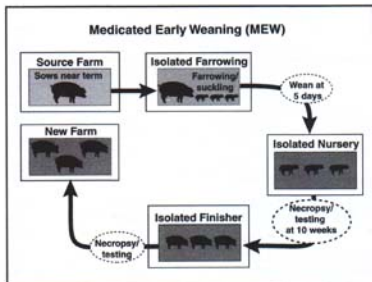 Medicated Early Weaning (MEW)
Source Farm
Sows near term
Isolated Farrowing
Farrowing/
suckling
Wean at
5 days
New Farm
Isolated Nursery
Necropsy/
testing
at 10 weeks
Isolated Finisher
Necropsy/
testing